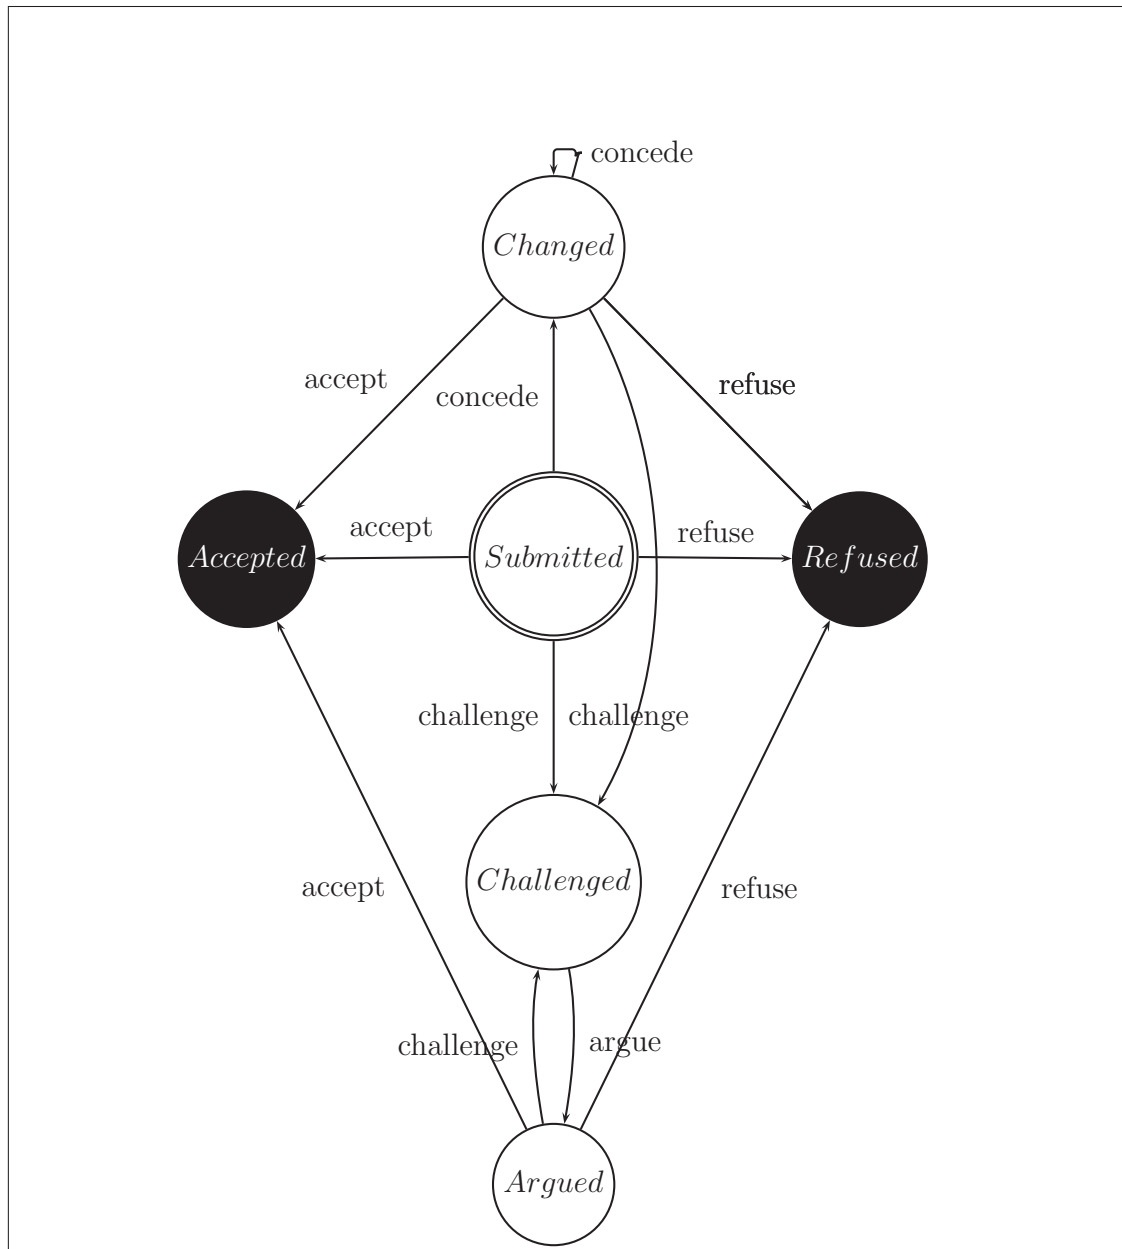 concede
Changed
accept
refuse
concede
accept
refuse
Accepted
Submitted
Refused
challenge
challenge
Challenged
accept
refuse
challenge
argue
Argued